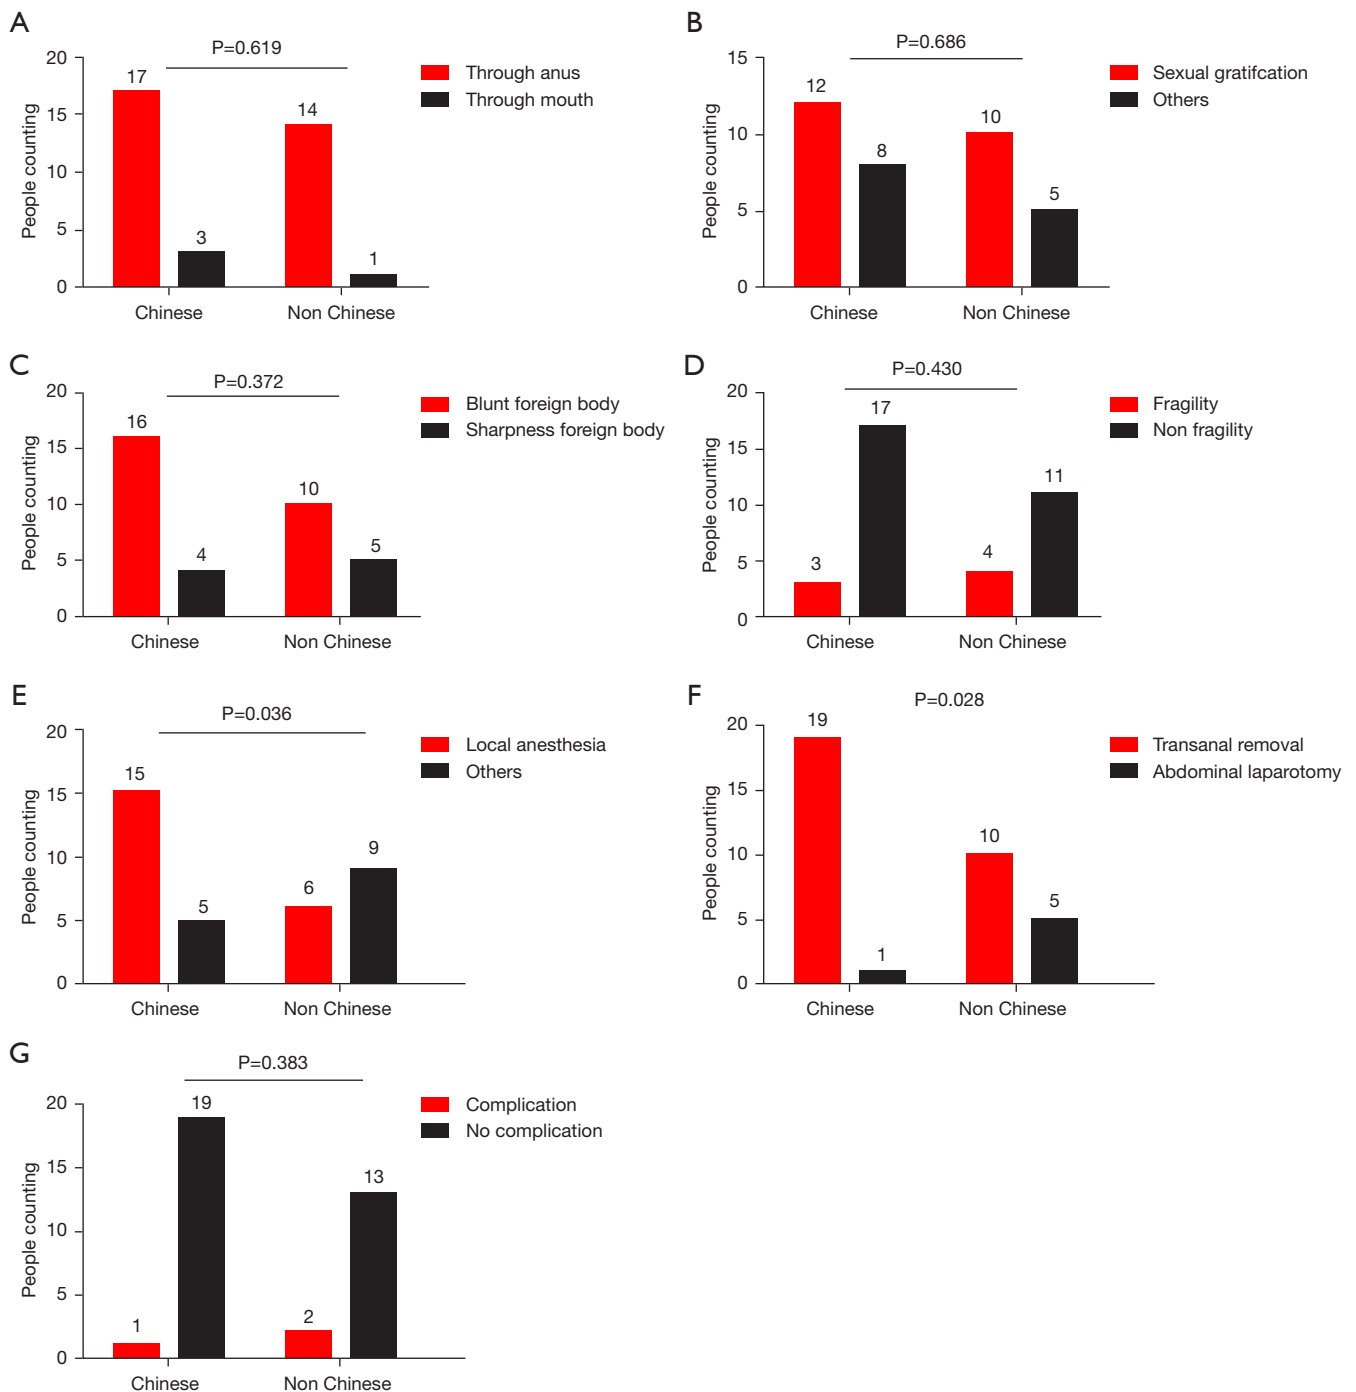 A
P=0.619
20
15
10
5
0
People counting
17
3
14
1
Chinese
Non Chinese
Through anus
Through mouth
B
P=0.686
15
10
5
0
People counting
12
8
10
5
Chinese
Non Chinese
Sexual gratifcation
Others
C
P=0.372
20
15
10
5
0
People counting
16
4
10
5
Chinese
Non Chinese
Blunt foreign body
Sharpness foreign body
D
P=0.430
20
15
10
5
0
People counting
3
17
4
11
Chinese
Non Chinese
Fragility
Non fragility
E
P=0.036
20
15
10
5
0
People counting
15
5
6
9
Chinese
Non Chinese
Local anesthesia
Others
F
P=0.028
20
15
10
5
0
People counting
19
1
10
5
Chinese
Non Chinese
Transanal removal
Abdominal laparotomy
G
P=0.383
20
15
10
5
0
People counting
1
19
2
13
Chinese
Non Chinese
Complication
No complication